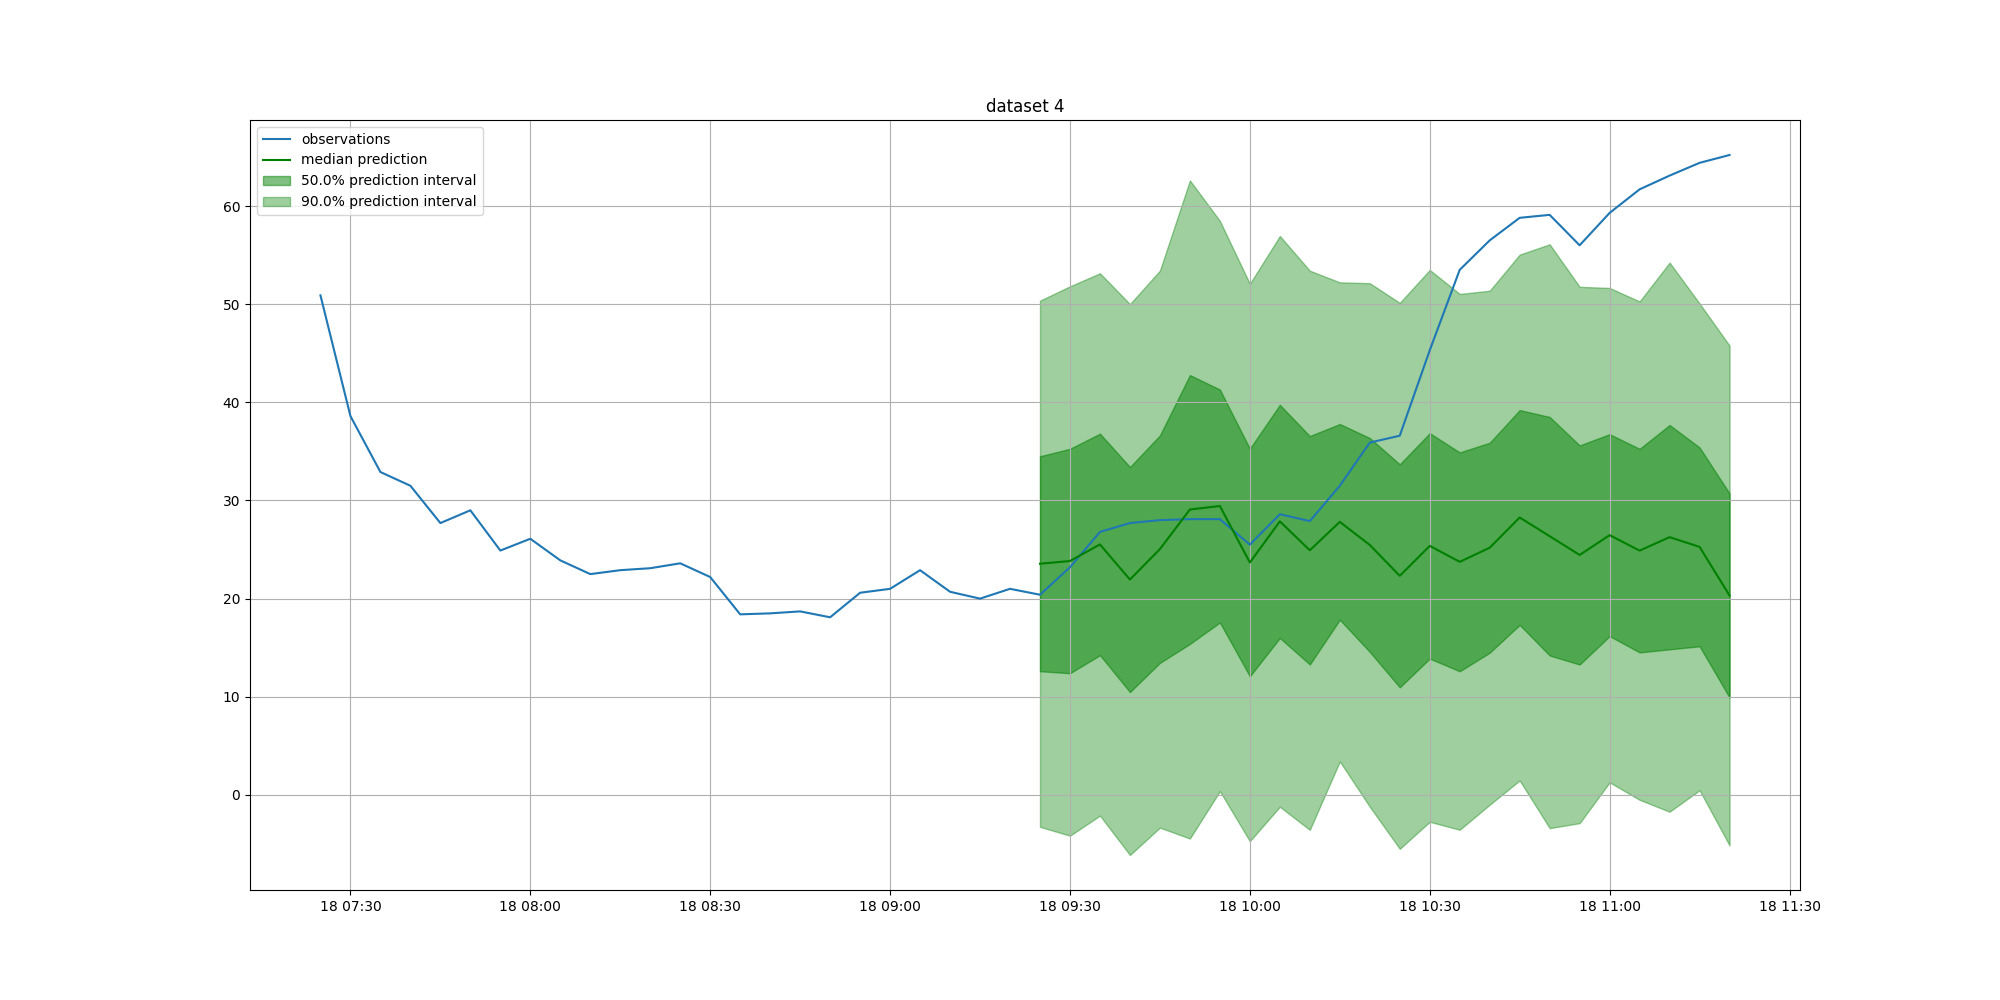 dataset 4
observations
median prediction
50.0% prediction interval
90.0% prediction interval
60
50
40
30
20
10
0
18 07:30 18 08:00 18 08:30 18 09:00 18 09:30 18 10:00 18 10:30 18 11:00 18 11:30